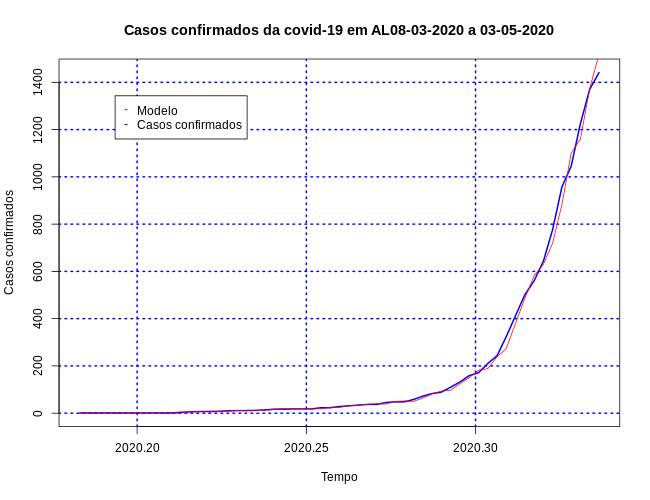 Casos confirmados da covid-19 em AL08-03-2020 a 03-05-2020
1400
1200
1000
800
600
400
200
0
Casos confirmados
- Modelo
- Casos confirmados
2020.20 2020.25 2020.30
Tempo